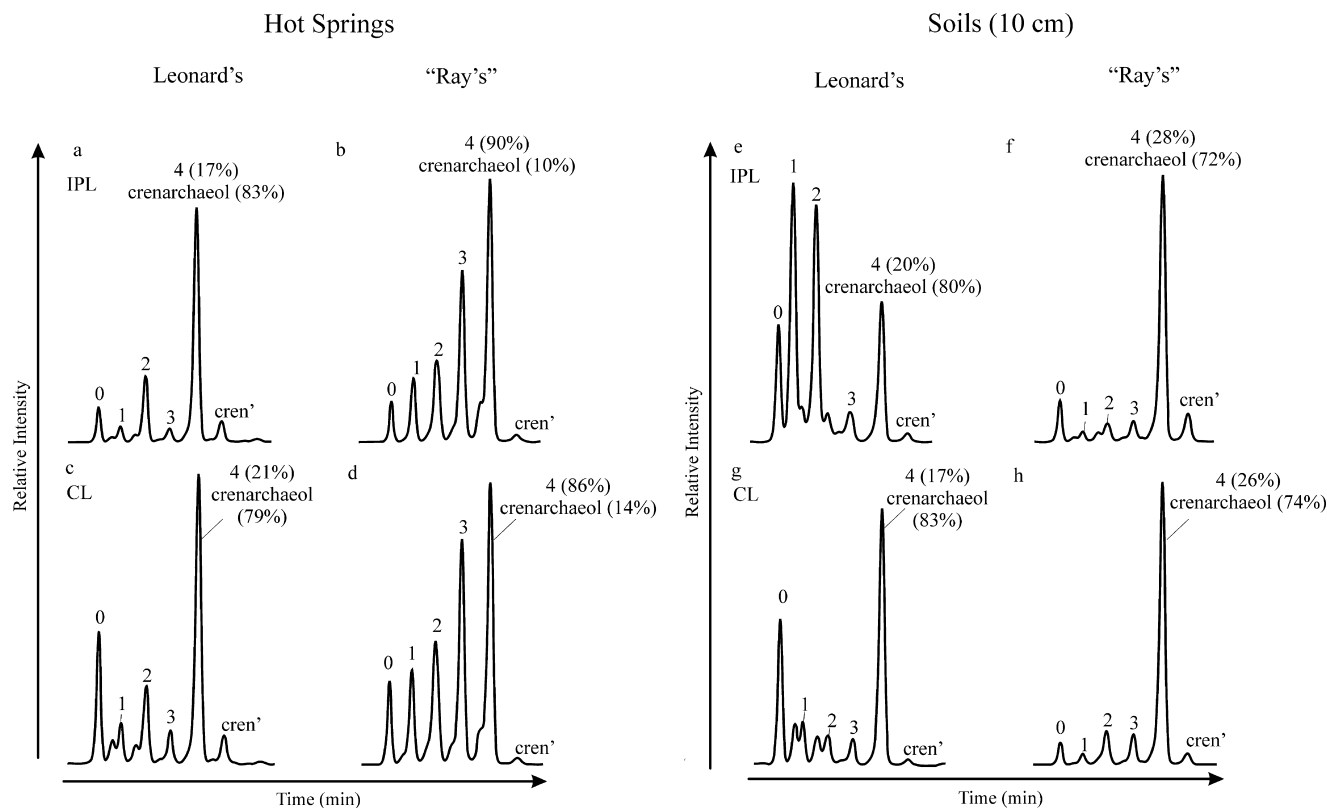 Hot Springs
Soils (10 cm)
Leonard's
“Ray's”
Leonard's
“Ray's”
a
IPL
4 (17%)
crenarchaeol (83%)
0
1
2
3
cren’
b
4 (90%)
crenarchaeol (10%)
0
1
2
3
cren’
e
IPL
1
2
0
4 (20%)
crenarchaeol (80%)
3
cren’
f
4 (28%)
crenarchaeol (72%)
0
1
2
3
cren’
c
CL
4 (21%)
crenarchaeol
(79%)
0
1
2
3
cren’
d
4 (86%)
crenarchaeol (14%)
0
1
2
3
cren’
g
CL
4 (17%)
crenarchaeol
(83%)
0
1
2
3
cren’
h
4 (26%)
crenarchaeol (74%)
0
1
2
3
cren’
Relative Intensity
Relative Intensity
Time (min)
Time (min)